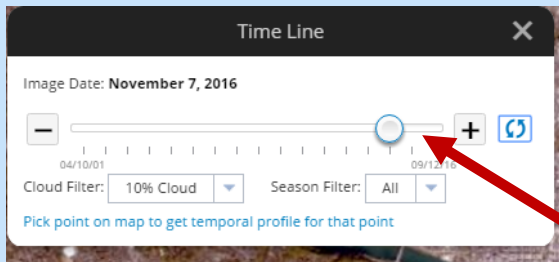 Time Line
Image Date: November 7, 2016
04/10/01 09/12/16
Cloud Filter: 10% Cloud Season Filter: All
Pick point on map to get temporal profile for that point